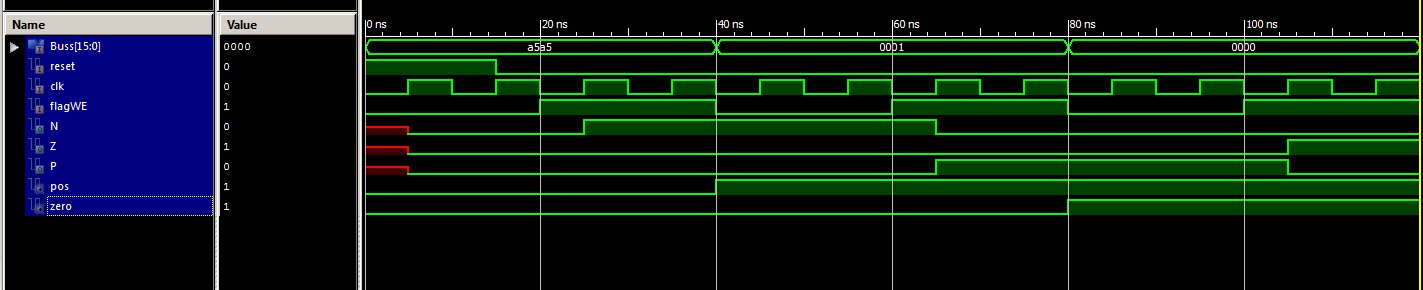 Name Value 0 ns 20 ns 40 ns 60 ns 80 ns 100 ns
Buss[15:0] 0000 a5a5 0001 0000
reset 0
clk 0
flagWE 1
N 0
Z 1
P 0
pos 1
zero 1